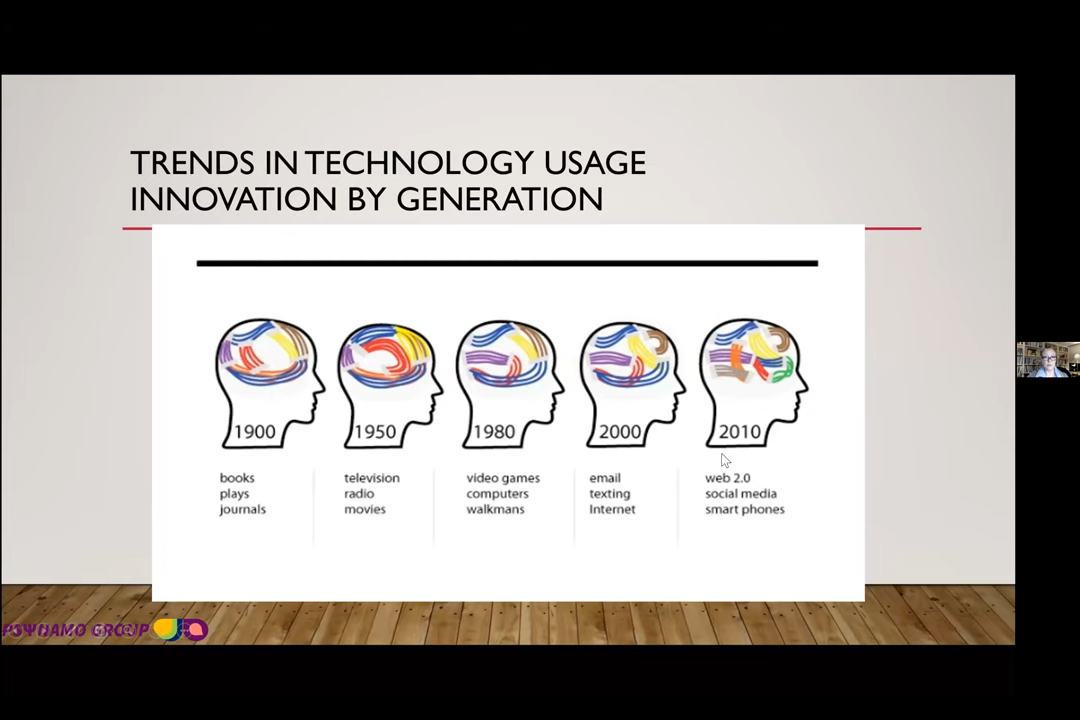 TRENDS IN TECHNOLOGY USAGE
INNOVATION BY GENERATION
1900
1950
1980
2000
2010
books
plays
journals
television
radio
movies
video games
computers
walkmans
email
texting
Internet
web 2.0
social media
smart phones
GROUP